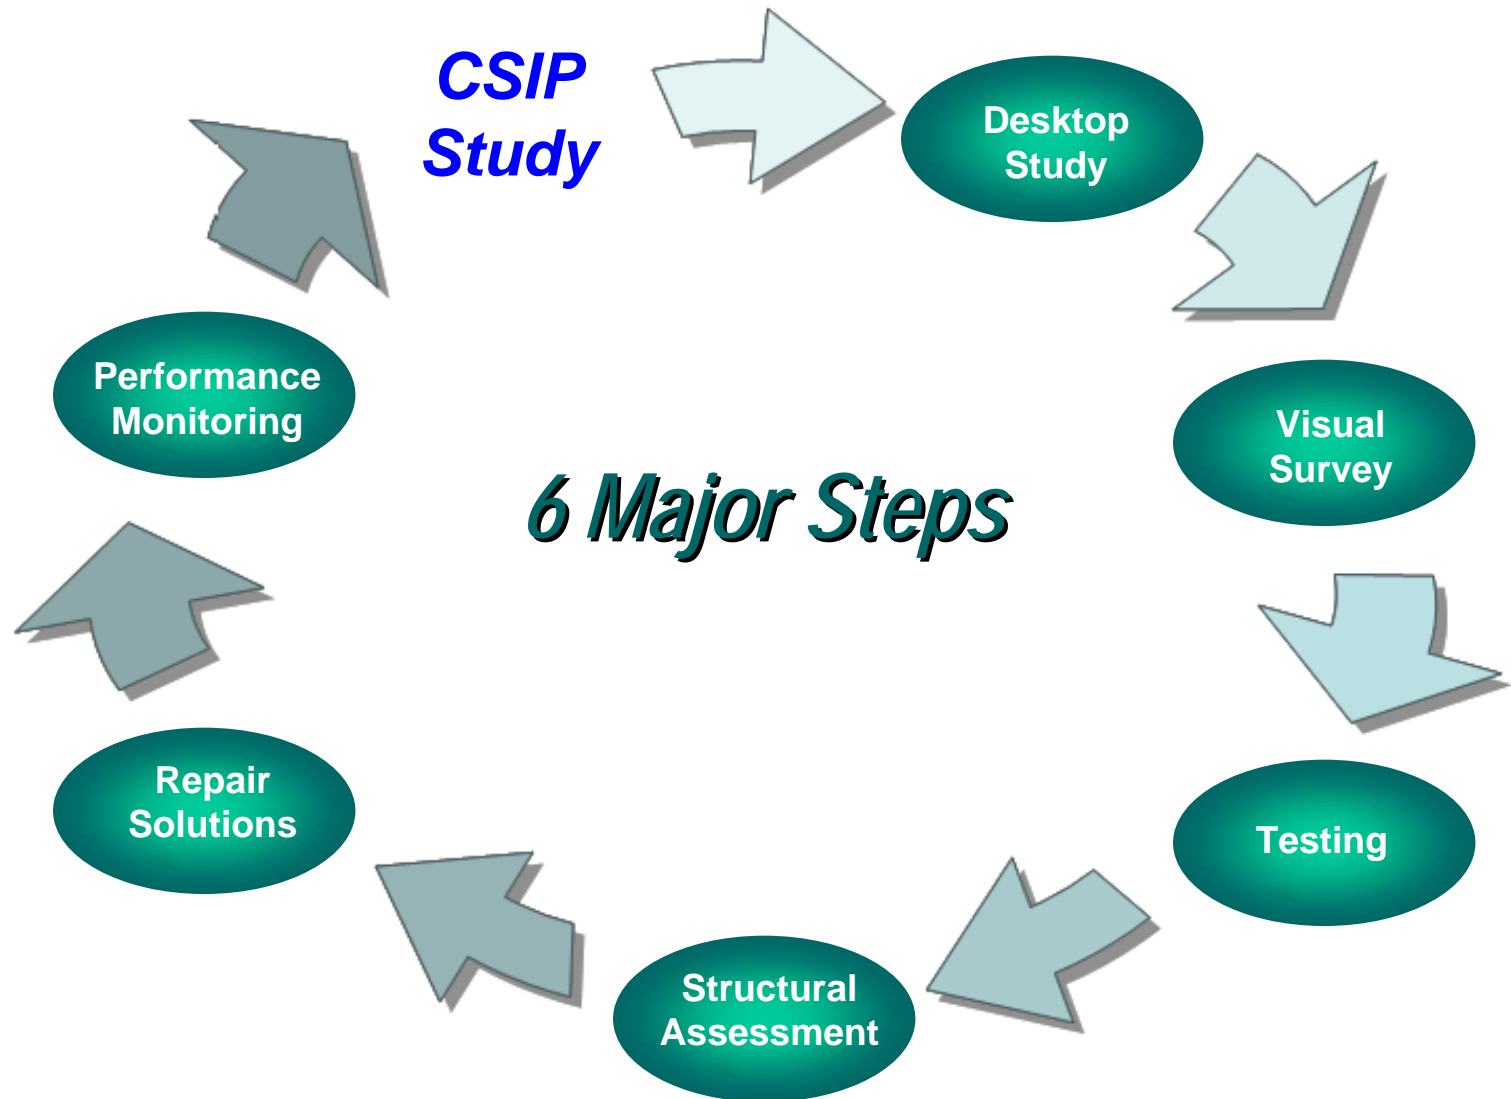 CSIP
Study
Desktop
Study
Visual
Survey
Testing
Structural
Assessment
Repair
Solutions
Performance
Monitoring
6 Major Steps